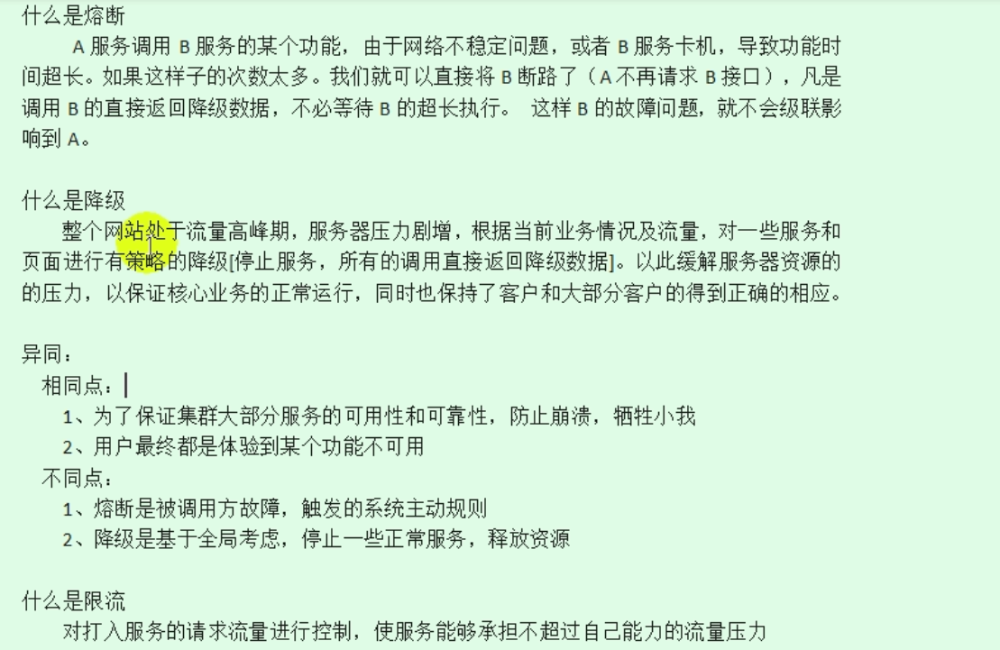 什么是熔断
A 服务调用 B 服务的某个功能，由于网络不稳定问题，或者 B 服务卡机，导致功能时
间超长。如果这样子的次数太多。我们就可以直接将 B 断路了（A 不再请求 B 接口），凡是
调用 B 的直接返回降级数据，不必等待 B 的超长执行。 这样 B 的故障问题，就不会级联影
响到 A。
什么是降级
整个网站处于流量高峰期，服务器压力剧增，根据当前业务情况及流量，对一些服务和
页面进行有策略的降级[停止服务，所有的调用直接返回降级数据]。以此缓解服务器资源的
的压力，以保证核心业务的正常运行，同时也保持了客户和大部分客户的得到正确的相应。
异同：
相同点：
1、为了保证集群大部分服务的可用性和可靠性，防止崩溃，牺牲小我
2、用户最终都是体验到某个功能不可用
不同点：
1、熔断是被调用方故障，触发的系统主动规则
2、降级是基于全局考虑，停止一些正常服务，释放资源
什么是限流
对打入服务的请求流量进行控制，使服务能够承担不超过自己能力的流量压力